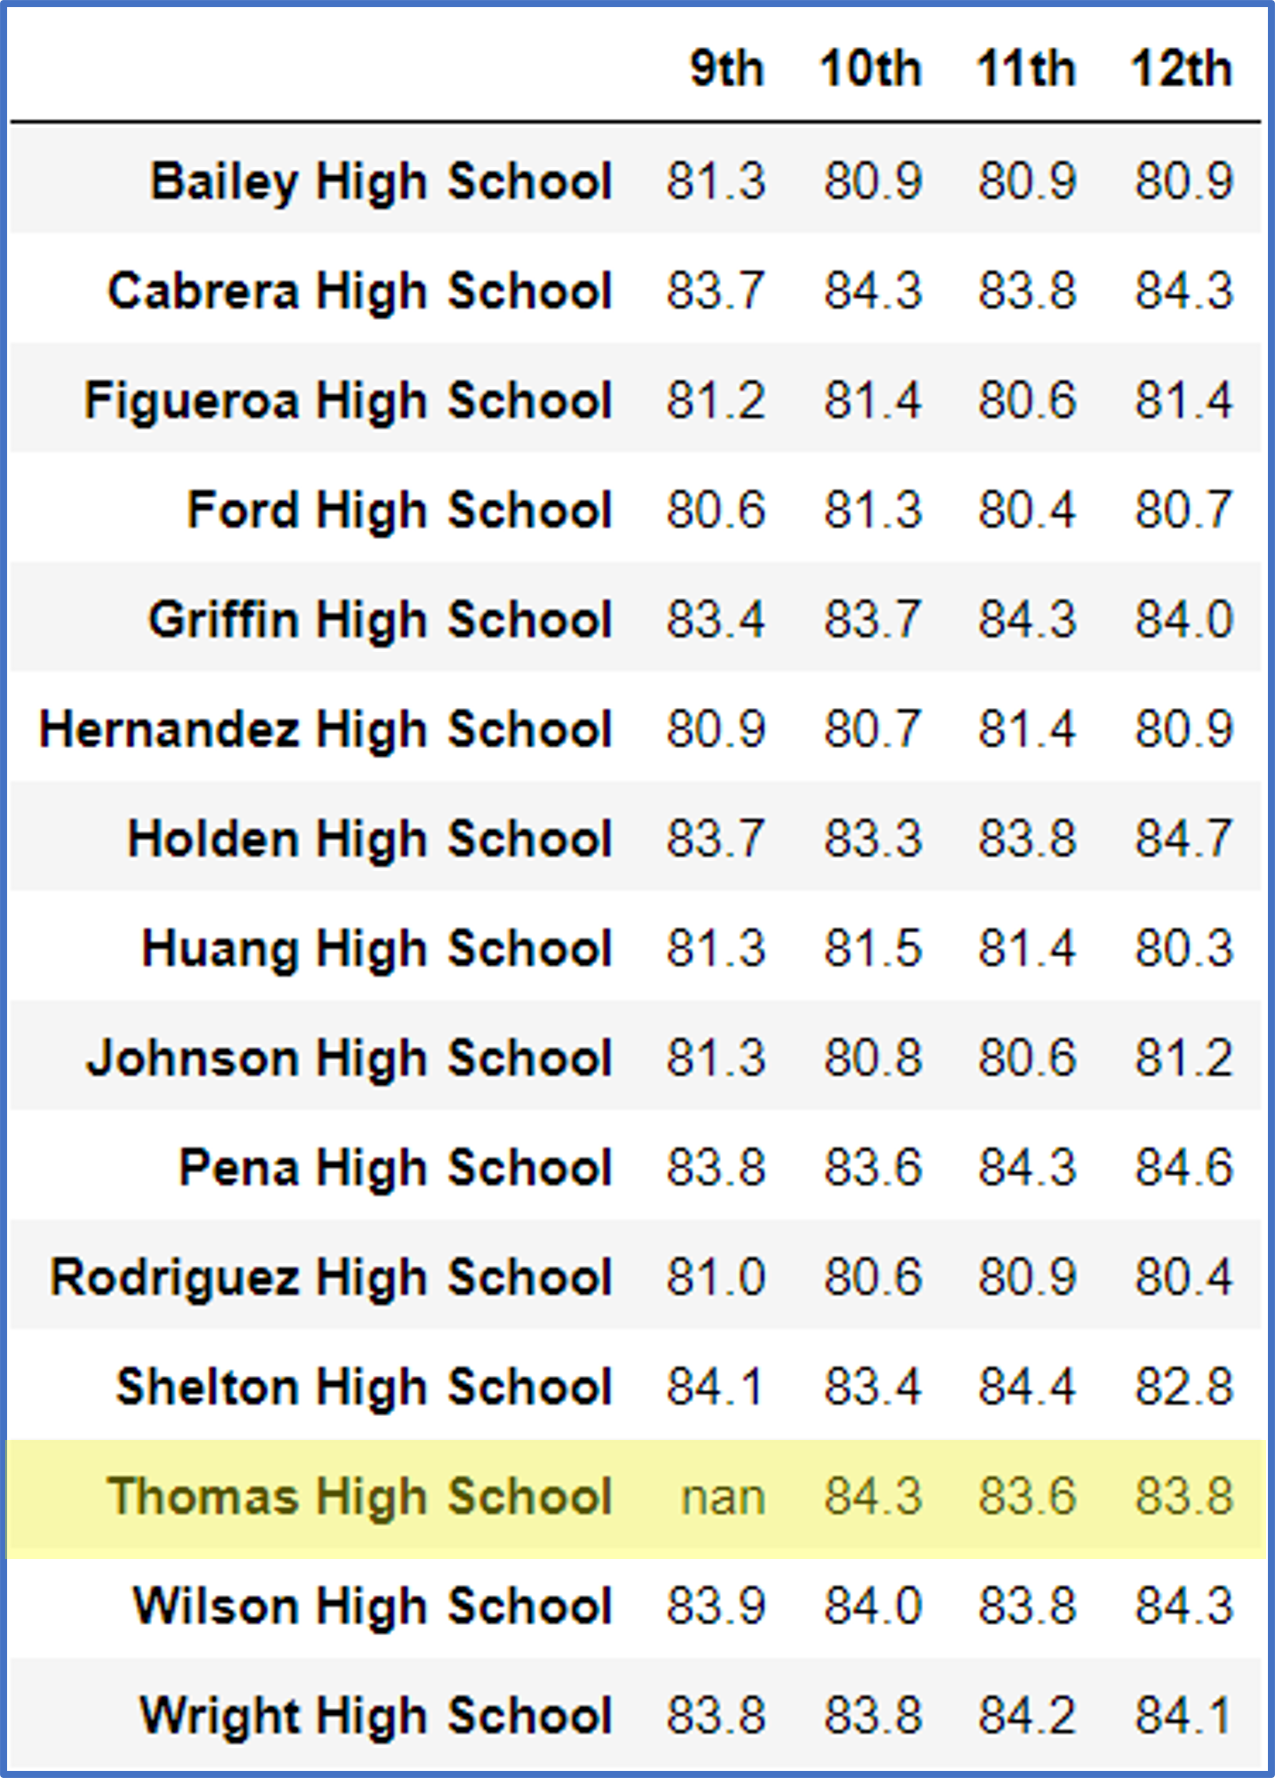 9th 10th 11th 12th
Bailey High School 81.3 80.9 80.9 80.9
Cabrera High School 83.7 84.3 83.8 84.3
Figueroa High School 81.2 81.4 80.6 81.4
Ford High School 80.6 81.3 80.4 80.7
Griffin High School 83.4 83.7 84.3 84.0
Hernandez High School 80.9 80.7 81.4 80.9
Holden High School 83.7 83.3 83.8 84.7
Huang High School 81.3 81.5 81.4 80.3
Johnson High School 81.3 80.8 80.6 81.2
Pena High School 83.8 83.6 84.3 84.6
Rodriguez High School 81.0 80.6 80.9 80.4
Shelton High School 84.1 83.4 84.4 82.8
Thomas High School nan 84.3 83.6 83.8
Wilson High School 83.9 84.0 83.8 84.3
Wright High School 83.8 83.8 84.2 84.1